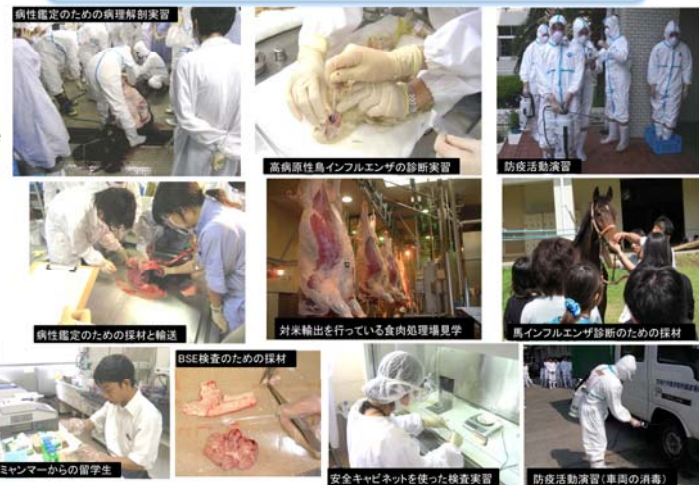 病性鑑定のための病理解剖実習
高病原性鳥インフルエンザの診断実習
防疫活動演習
病性鑑定のための採材と輸送
対米輸出を行っている食肉処理場見学
馬インフルエンザ診断のための採材
ミャンマーからの留学生
BSE検査のための採材
安全キャビネットを使った検査実習
防疫活動演習(車両の消毒)